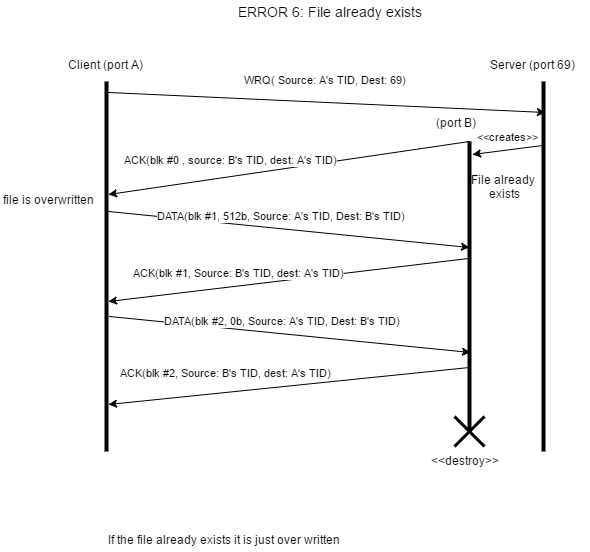 ERROR 6: File already exists
Client (port A)
Server (port 69)
WRQ( Source: A's TID, Dest: 69)
(port B)
<<creates>>
ACK(blk #0 , source: B's TID, dest: A's TID)
File already
exists
file is overwritten
DATA(blk #1, 512b, Source: A's TID, Dest: B's TID)
ACK(blk #1, Source: B's TID, dest: A's TID)
DATA(blk #2, 0b, Source: A's TID, Dest: B's TID)
ACK(blk #2, Source: B's TID, dest: A's TID)
<<destroy>>
If the file already exists it is just over written